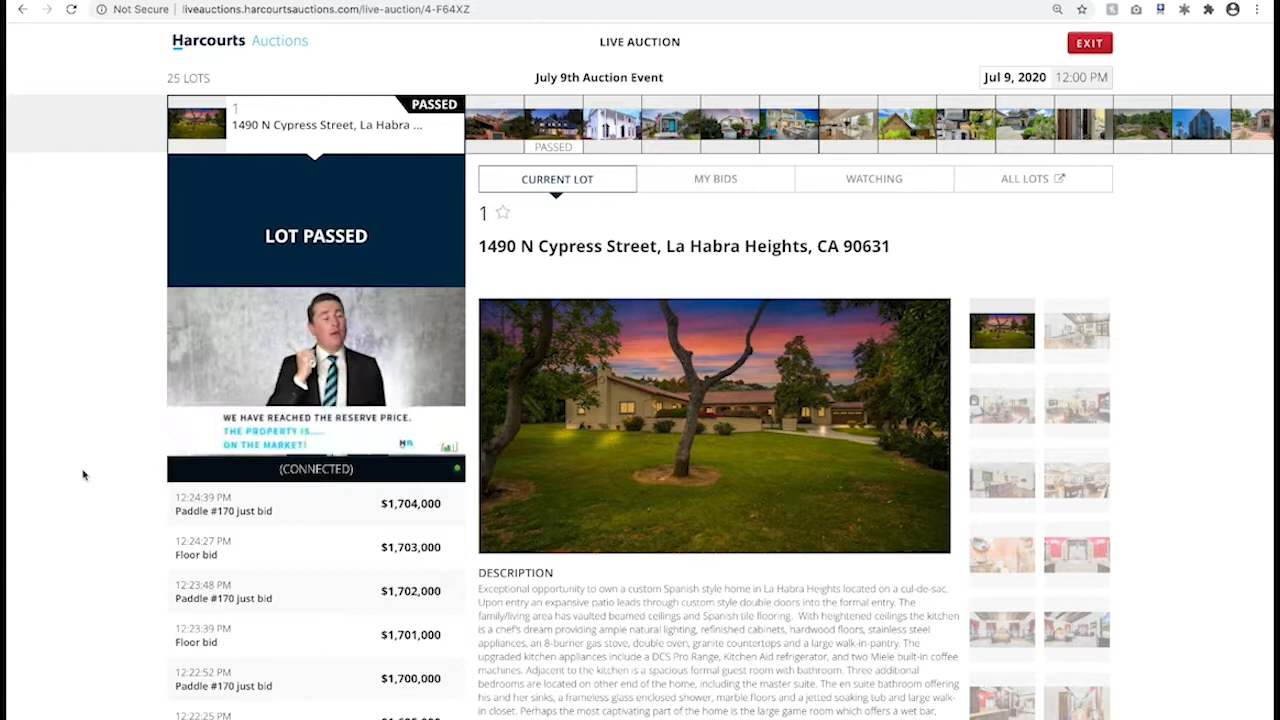 Not Secure | liveauctions.harcourtsauctions.com/live-auction/4-F64XZ
Harcourts Auctions
LIVE AUCTION
EXIT
25 LOTS
July 9th Auction Event
Jul 9, 2020 12:00 PM
1
PASSED
1490 N Cypress Street, La Habra ...
PASSED
LOT PASSED
WE HAVE REACHED THE RESERVE PRICE.
THE PROPERTY IS.....
ON THE MARKET!
(CONNECTED)
12:24:39 PM
Paddle #170 just bid
$1,704,000
12:24:27 PM
Floor bid
$1,703,000
12:23:48 PM
Paddle #170 just bid
$1,702,000
12:23:39 PM
Floor bid
$1,701,000
12:22:52 PM
Paddle #170 just bid
$1,700,000
12:22:25 PM
CURRENT LOT
MY BIDS
WATCHING
ALL LOTS
1
1490 N Cypress Street, La Habra Heights, CA 90631
DESCRIPTION
Exceptional opportunity to own a custom Spanish style home in La Habra Heights located on a cul-de-sac.
Upon entry an expansive patio leads through custom style double doors into the formal entry. The
family/living area has vaulted beamed ceilings and Spanish tile flooring. With heightened ceilings the kitchen
is a chef's dream providing ample natural lighting, refinished cabinets, hardwood floors, stainless steel
appliances, an 8-burner gas stove, double oven, granite countertops and a large walk-in-pantry. The
upgraded kitchen appliances include a DCS Pro Range, Kitchen Aid refrigerator, and two Miele built-in coffee
machines. Adjacent to the kitchen is a spacious formal guest room with bathroom. Three additional
bedrooms are located on other end of the home, including the master suite. The en suite bathroom offering
his and her sinks, a frameless glass enclosed shower, marble floors and a jetted soaking tub and large walk-
in closet. Perhaps the most captivating part of the home is the large game room which offers a wet bar,